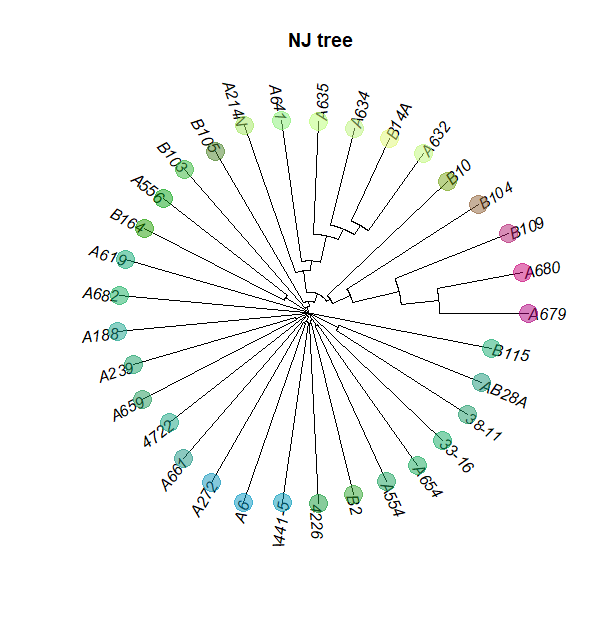 NJ tree
A214N
A641
A635
A634
B14A
A632
B10
B104
B109
A680
A679
B115
AB28A
38-11
33-16
A654
A554
B2
4226
A441-5
A6
A272
A661
4722
A659
A239
A188
A682
A619
B164
A556
B103
B105